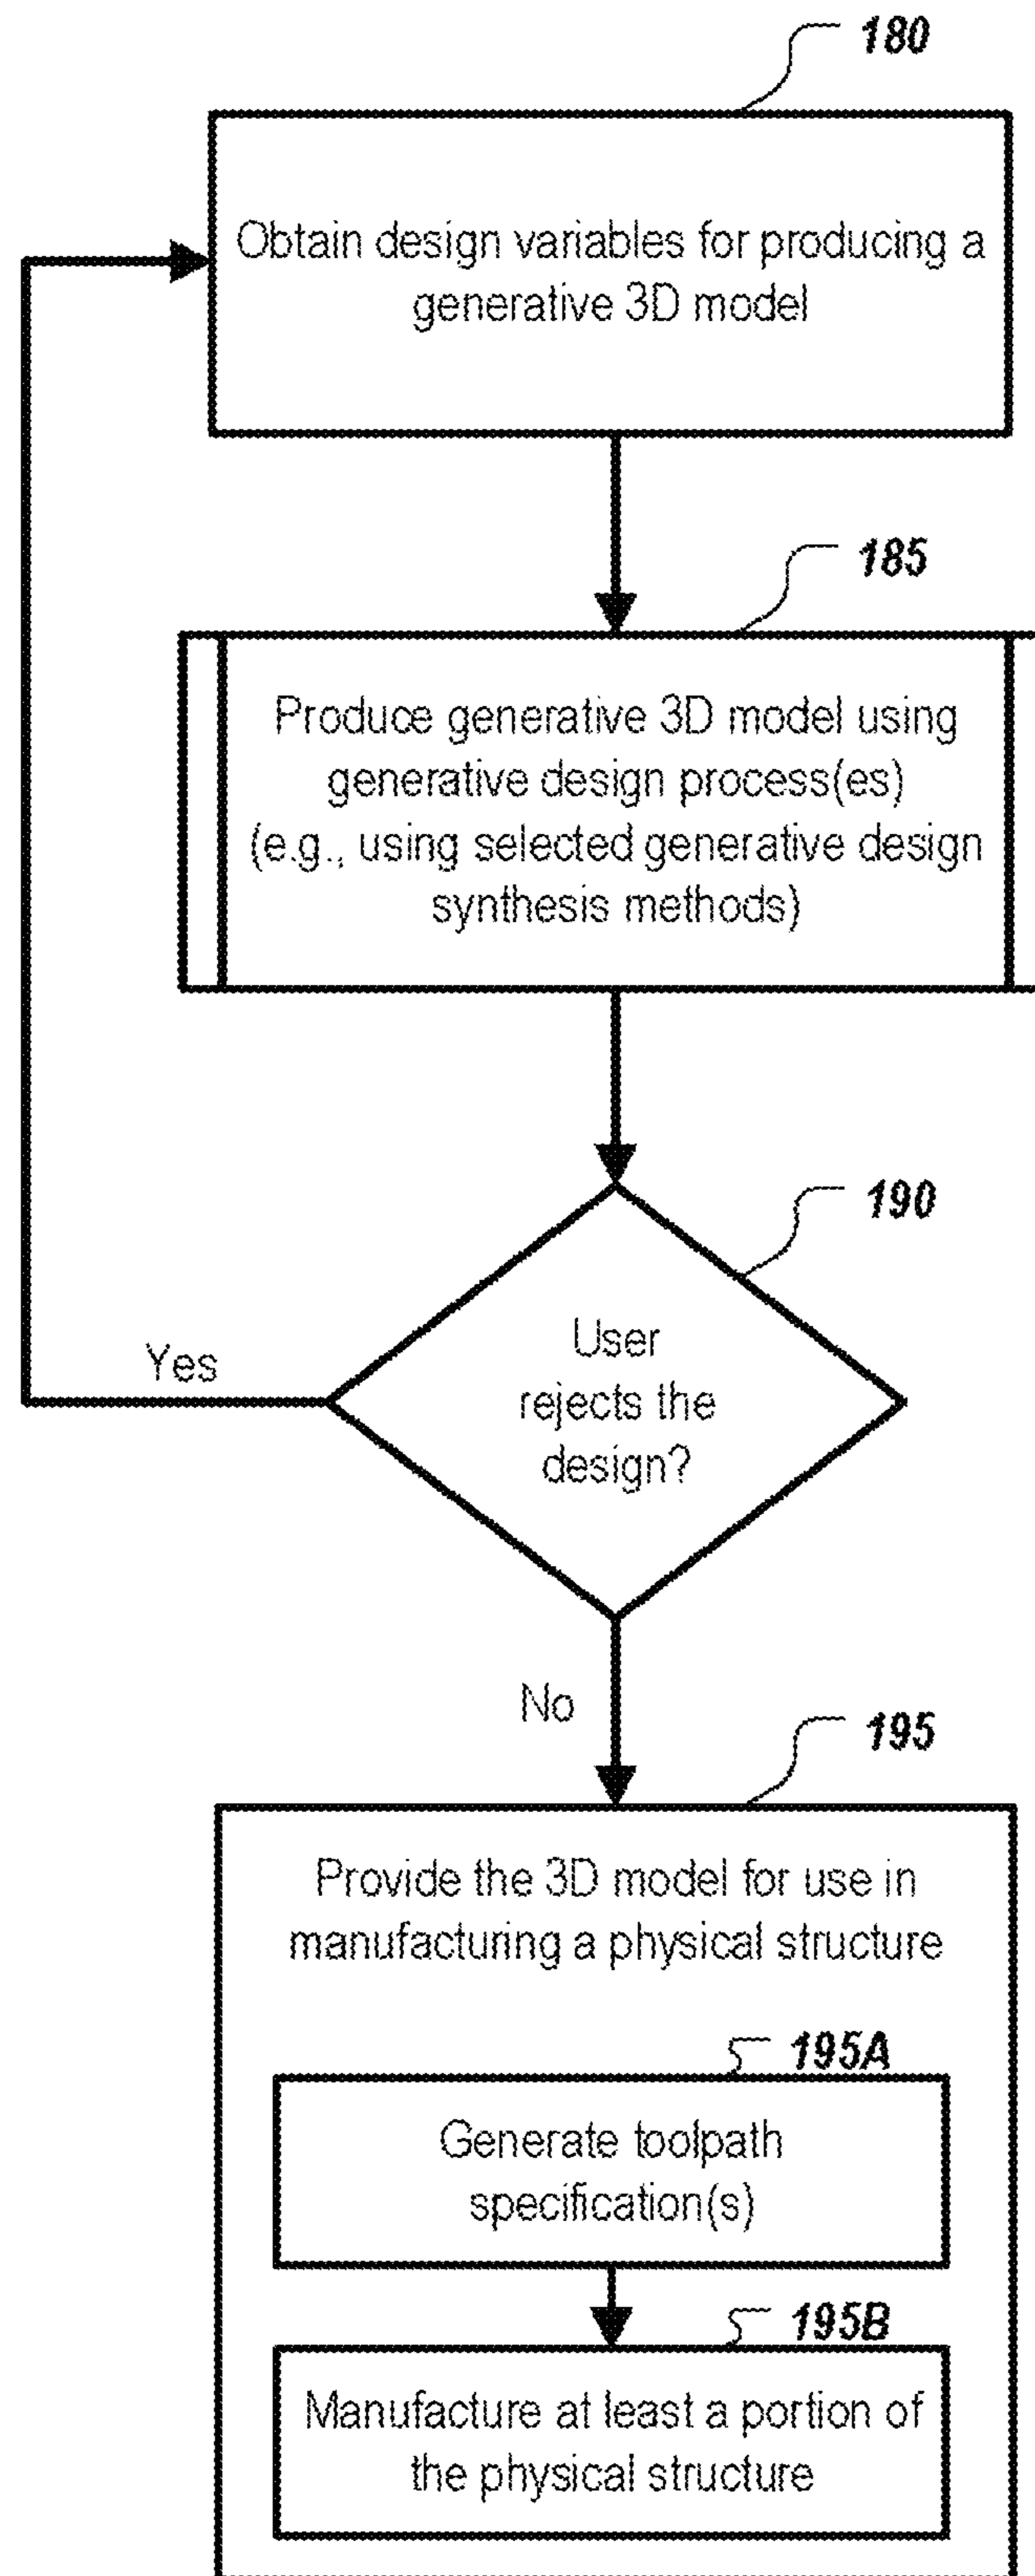 180
Obtain design variables for producing a
generative 3D model
185
Produce generative 3D model using
generative design process(es)
(e.g., using selected generative design
synthesis methods)
190
User
rejects the
design?
Yes
No
195
Provide the 3D model for use in
manufacturing a physical structure
195A
Generate toolpath
specification(s)
195B
Manufacture at least a portion of
the physical structure